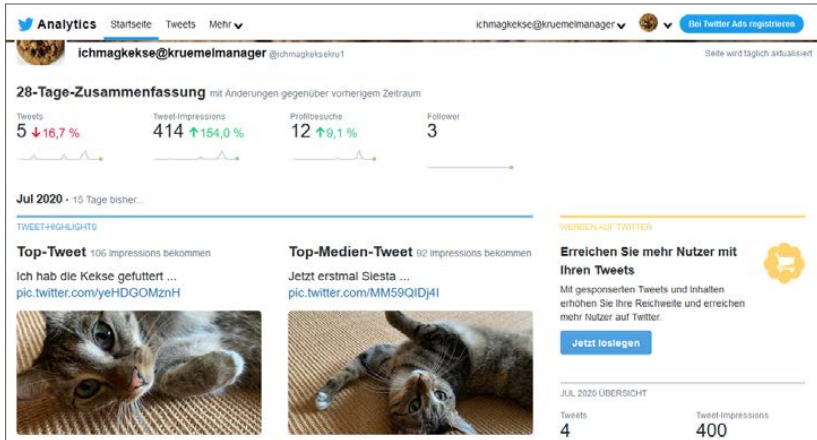 Analytics Startseite Tweets Mehr
ichmagkekse@kruemelmanager
Bei Twitter Ads registrieren
ichmagkekse@kruemelmanager @ichmagkeksekru1
Seite wird täglich aktualisiert
28-Tage-Zusammenfassung mit Änderungen gegenüber vorherigem Zeitraum
Tweets
5 ↓16,7 %
Tweet-Impressions
414 ↑154,0 %
Profilbesuche
12 ↑9,1 %
Follower
3
Jul 2020 • 15 Tage bisher...
TWEET-HIGHLIGHTS
Top-Tweet 106 Impressions bekommen
Ich hab die Kekse gefuttert ...
pic.twitter.com/yeHDGOMznH
Top-Medien-Tweet 92 Impressions bekommen
Jetzt erstmal Siesta ...
pic.twitter.com/MM59QIDj4I
WERBEN AUF TWITTER
Erreichen Sie mehr Nutzer mit
Ihren Tweets
Mit gesponserten Tweets und Inhalten
erhöhen Sie Ihre Reichweite und erreichen
mehr Nutzer auf Twitter.
Jetzt loslegen
JUL 2020 ÜBERSICHT
Tweets
4
Tweet-Impressions
400